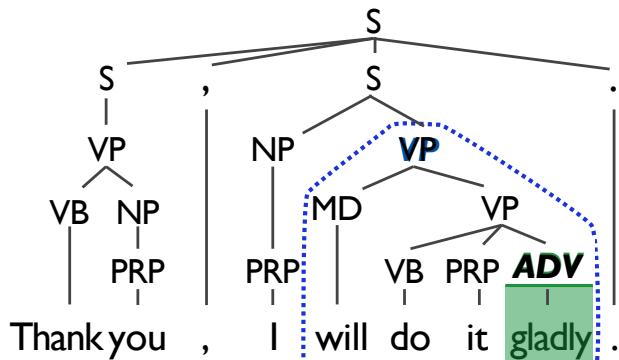 S
S , S .
VP NP VP
VB NP MD VP
PRP PRP VB PRP ADV
Thank you , I will do it gladly .